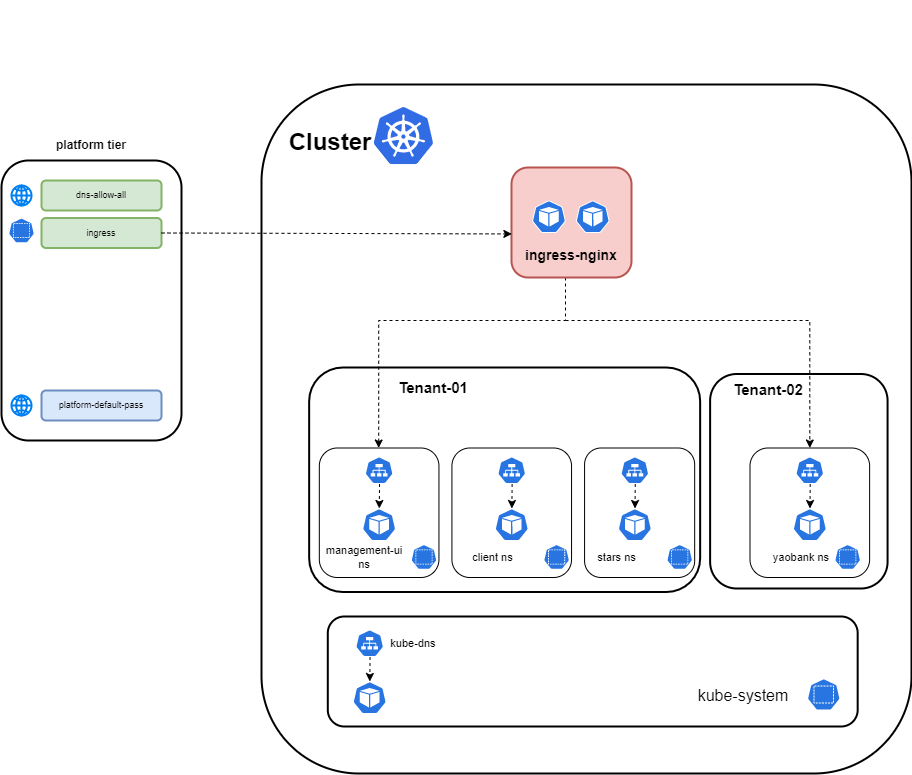 platform tier
dns-allow-all
ingress
platform-default-pass
Cluster
ingress-nginx
Tenant-01
Tenant-02
management-ui
ns
client ns
stars ns
yaobank ns
kube-dns
kube-system